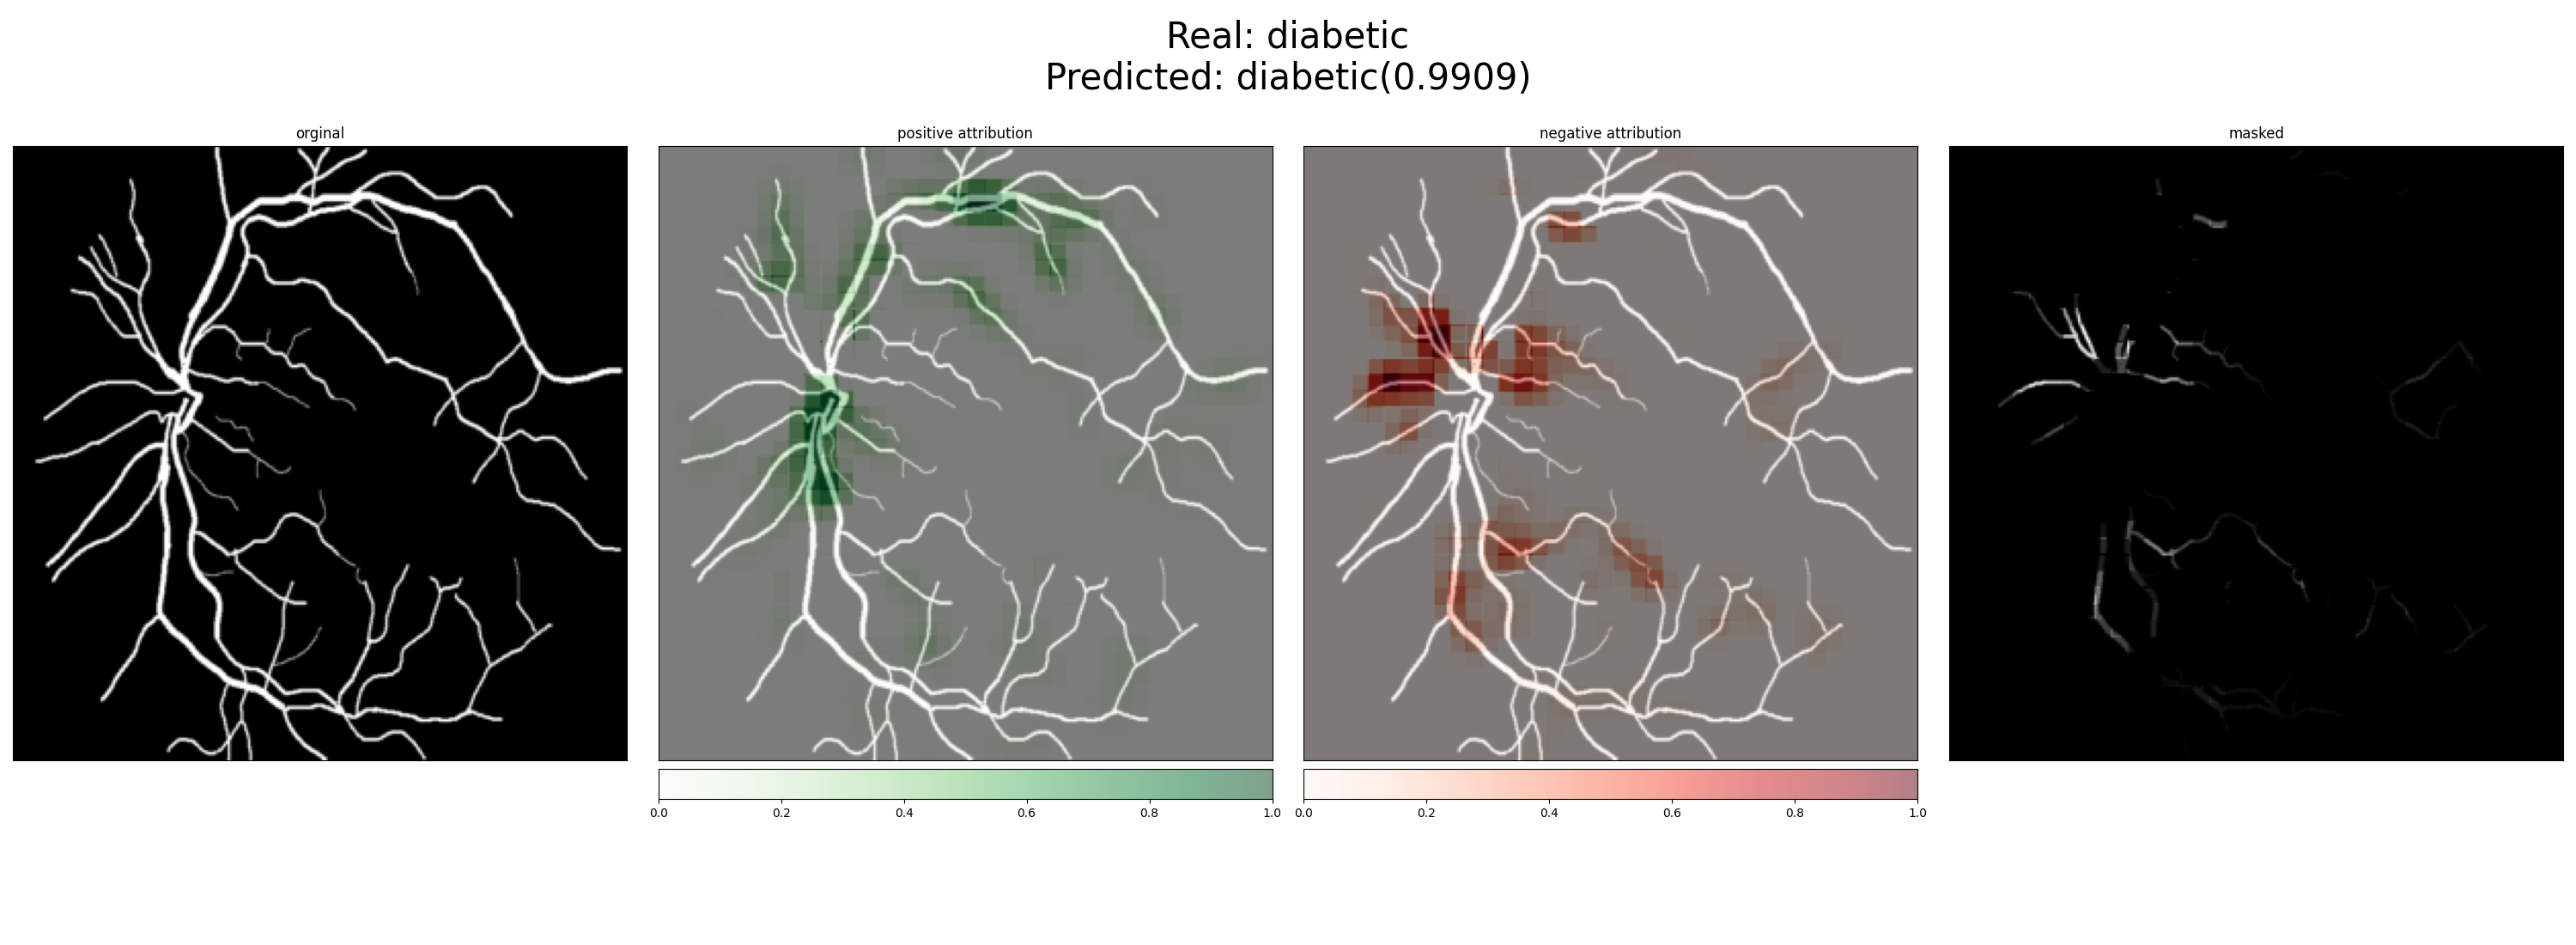 Real: diabetic
Predicted: diabetic(0.9909)
orginal
positive attribution
negative attribution
masked
0.0 0.2 0.4 0.6 0.8 1.0
0.0 0.2 0.4 0.6 0.8 1.0